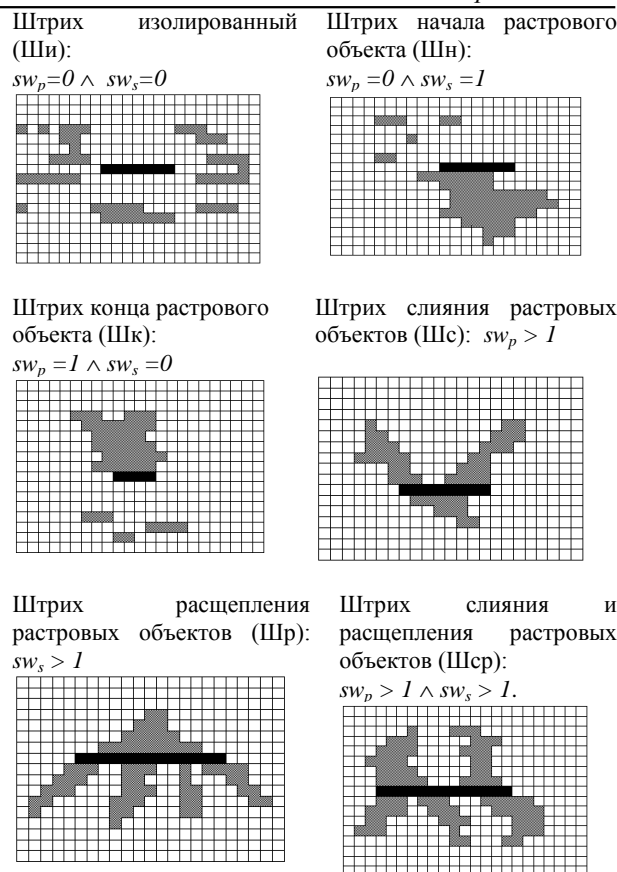 Штрих изолированный
(Ши):
sw_p=0 ∧ sw_s=0
Штрих начала растрового
объекта (Шн):
sw_p =0 ∧ sw_s =1
Штрих конца растрового
объекта (Шк):
sw_p =1 ∧ sw_s =0
Штрих слияния растровых
объектов (Шс): sw_p > 1
Штрих расщепления
растровых объектов (Шр):
sw_s > 1
Штрих слияния и
расщепления растровых
объектов (Шср):
sw_p > 1 ∧ sw_s > 1.